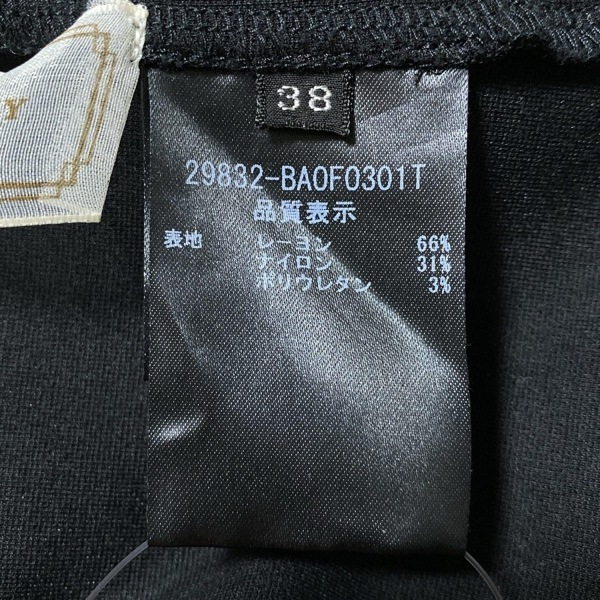 Y
38
29832-BA0F0301T
品質表示
表地 レーヨン 66%
ナイロン 31%
ポリウレタン 3%